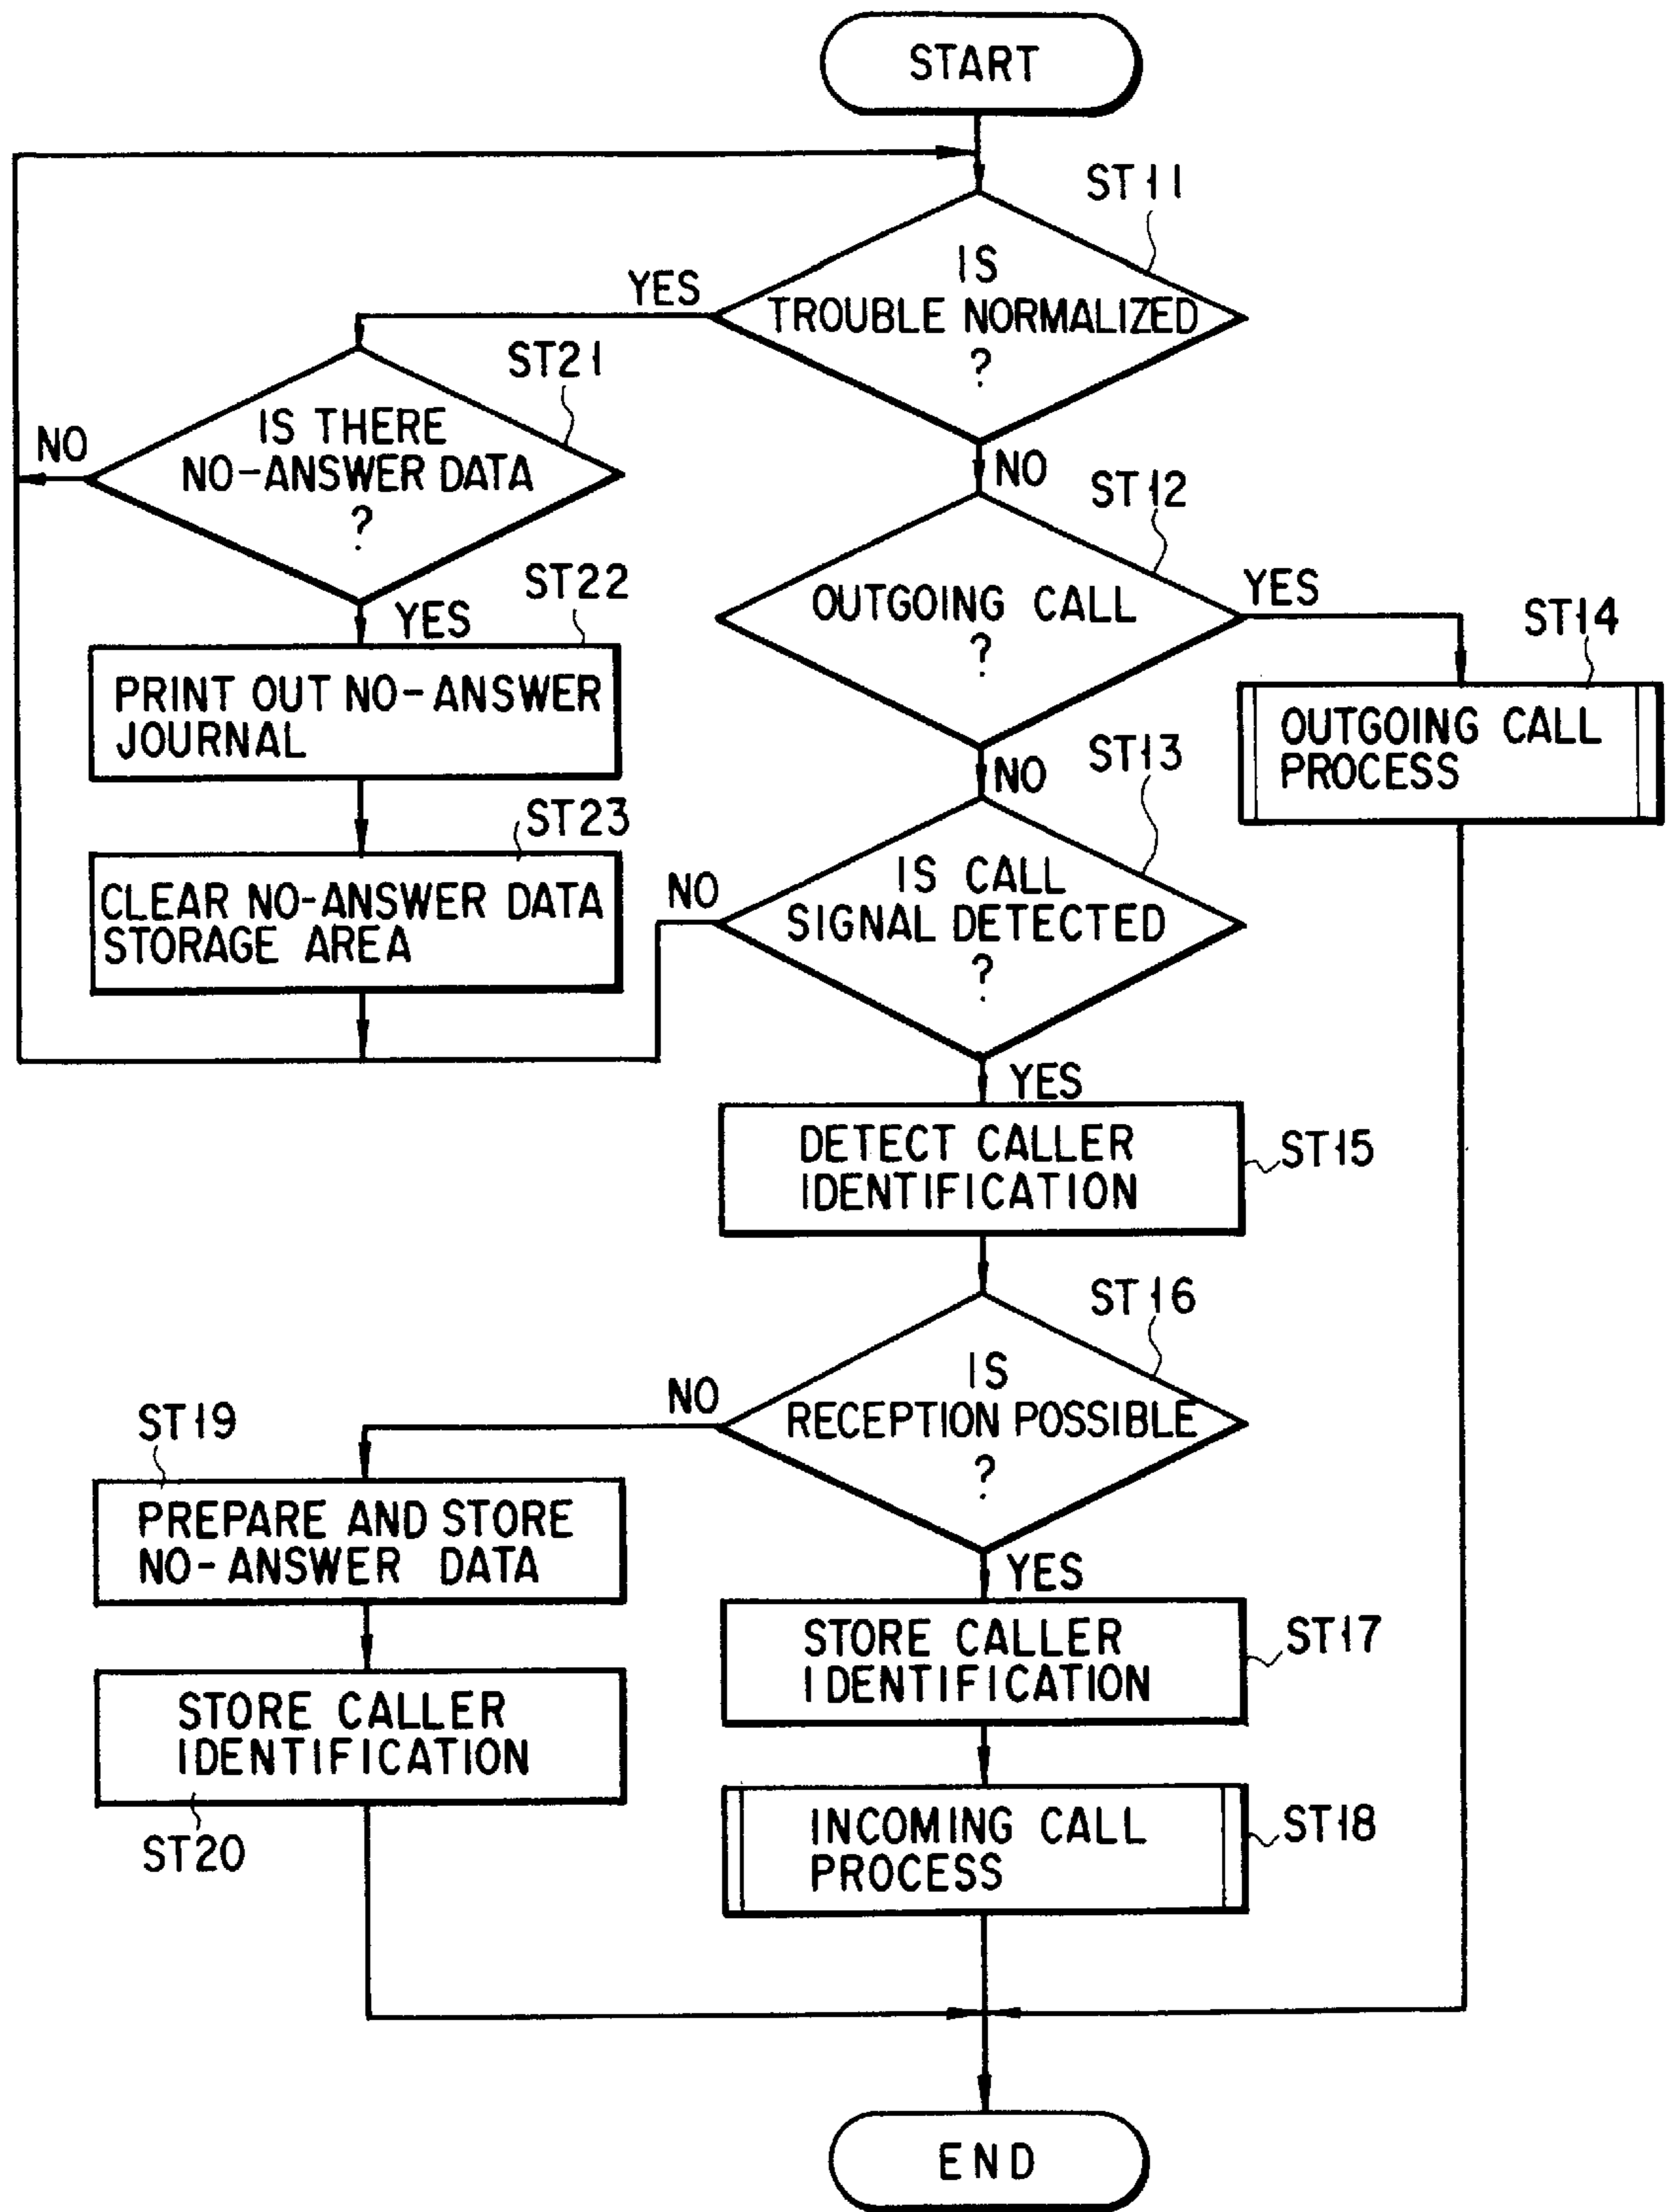 START
ST11
IS
TROUBLE NORMALIZED
?
YES
NO
ST21
IS THERE
NO-ANSWER DATA
?
NO
YES
ST12
OUTGOING CALL
?
YES
NO
ST22
PRINT OUT NO-ANSWER
JOURNAL
ST14
OUTGOING CALL
PROCESS
ST23
CLEAR NO-ANSWER DATA
STORAGE AREA
ST13
IS CALL
SIGNAL DETECTED
?
NO
YES
DETECT CALLER
IDENTIFICATION
ST15
ST16
IS
RECEPTION POSSIBLE
?
NO
YES
ST19
PREPARE AND STORE
NO-ANSWER DATA
STORE CALLER
IDENTIFICATION
ST17
STORE CALLER
IDENTIFICATION
ST20
INCOMING CALL
PROCESS
ST18
END